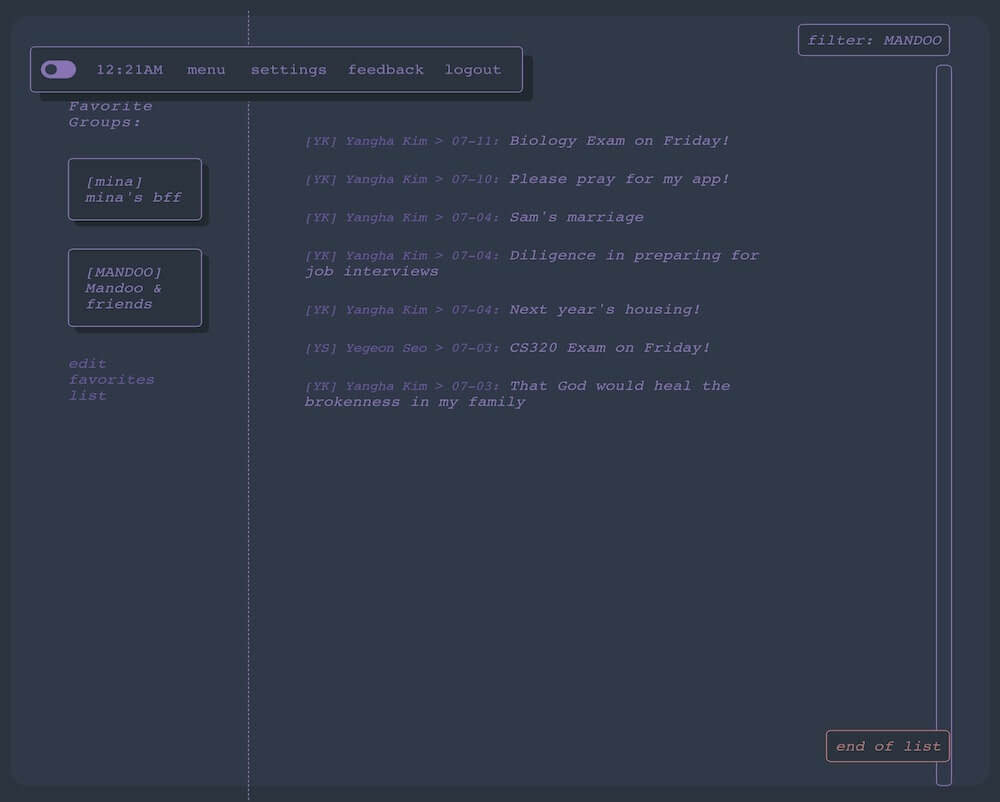 filter: MANDOO
12:21AM menu settings feedback logout
Favorite
Groups:
[mina]
mina's bff
[MANDOO]
Mandoo &
friends
edit
favorites
list
[YK] Yangha Kim > 07-11: Biology Exam on Friday!
[YK] Yangha Kim > 07-10: Please pray for my app!
[YK] Yangha Kim > 07-04: Sam's marriage
[YK] Yangha Kim > 07-04: Diligence in preparing for
job interviews
[YK] Yangha Kim > 07-04: Next year's housing!
[YS] Yegeon Seo > 07-03: CS320 Exam on Friday!
[YK] Yangha Kim > 07-03: That God would heal the
brokenness in my family
end of list